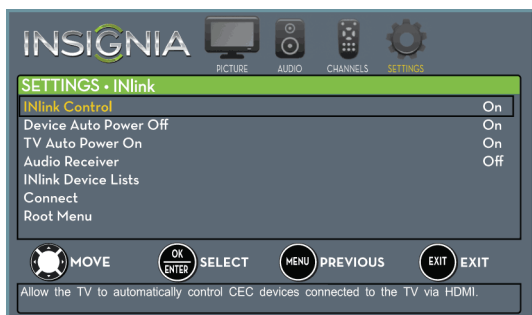 INSIGNIA
PICTURE AUDIO CHANNELS SETTINGS
SETTINGS • INlink
INlink Control On
Device Auto Power Off On
TV Auto Power On On
Audio Receiver Off
INlink Device Lists
Connect
Root Menu
MOVE OK ENTER SELECT MENU PREVIOUS EXIT EXIT
Allow the TV to automatically control CEC devices connected to the TV via HDMI.